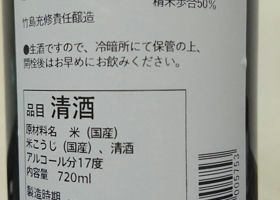 精米歩合50%
竹島充修責任醸造
●生酒ですので、冷暗所にて保管の上、
開栓後はお早めにお飲みください。
品目 清酒
原材料名 米（国産）
米こうじ（国産）、清酒
アルコール分17度
内容量 720ml
製造時期
005753